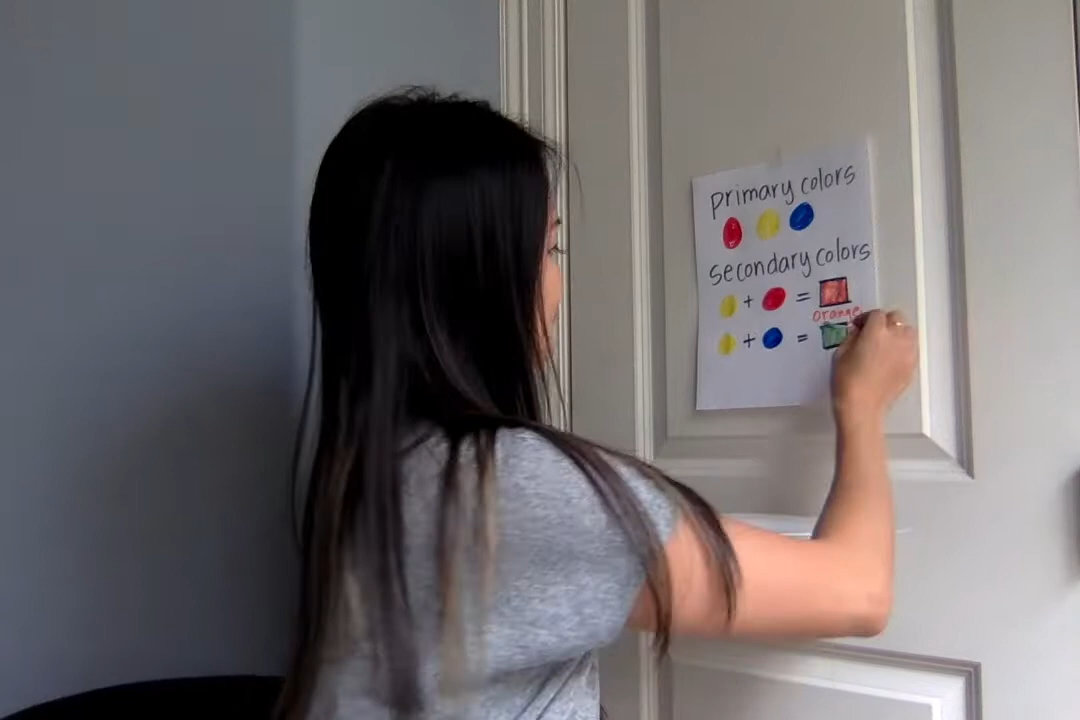 primary colors
secondary colors
+ =
orange
+ =